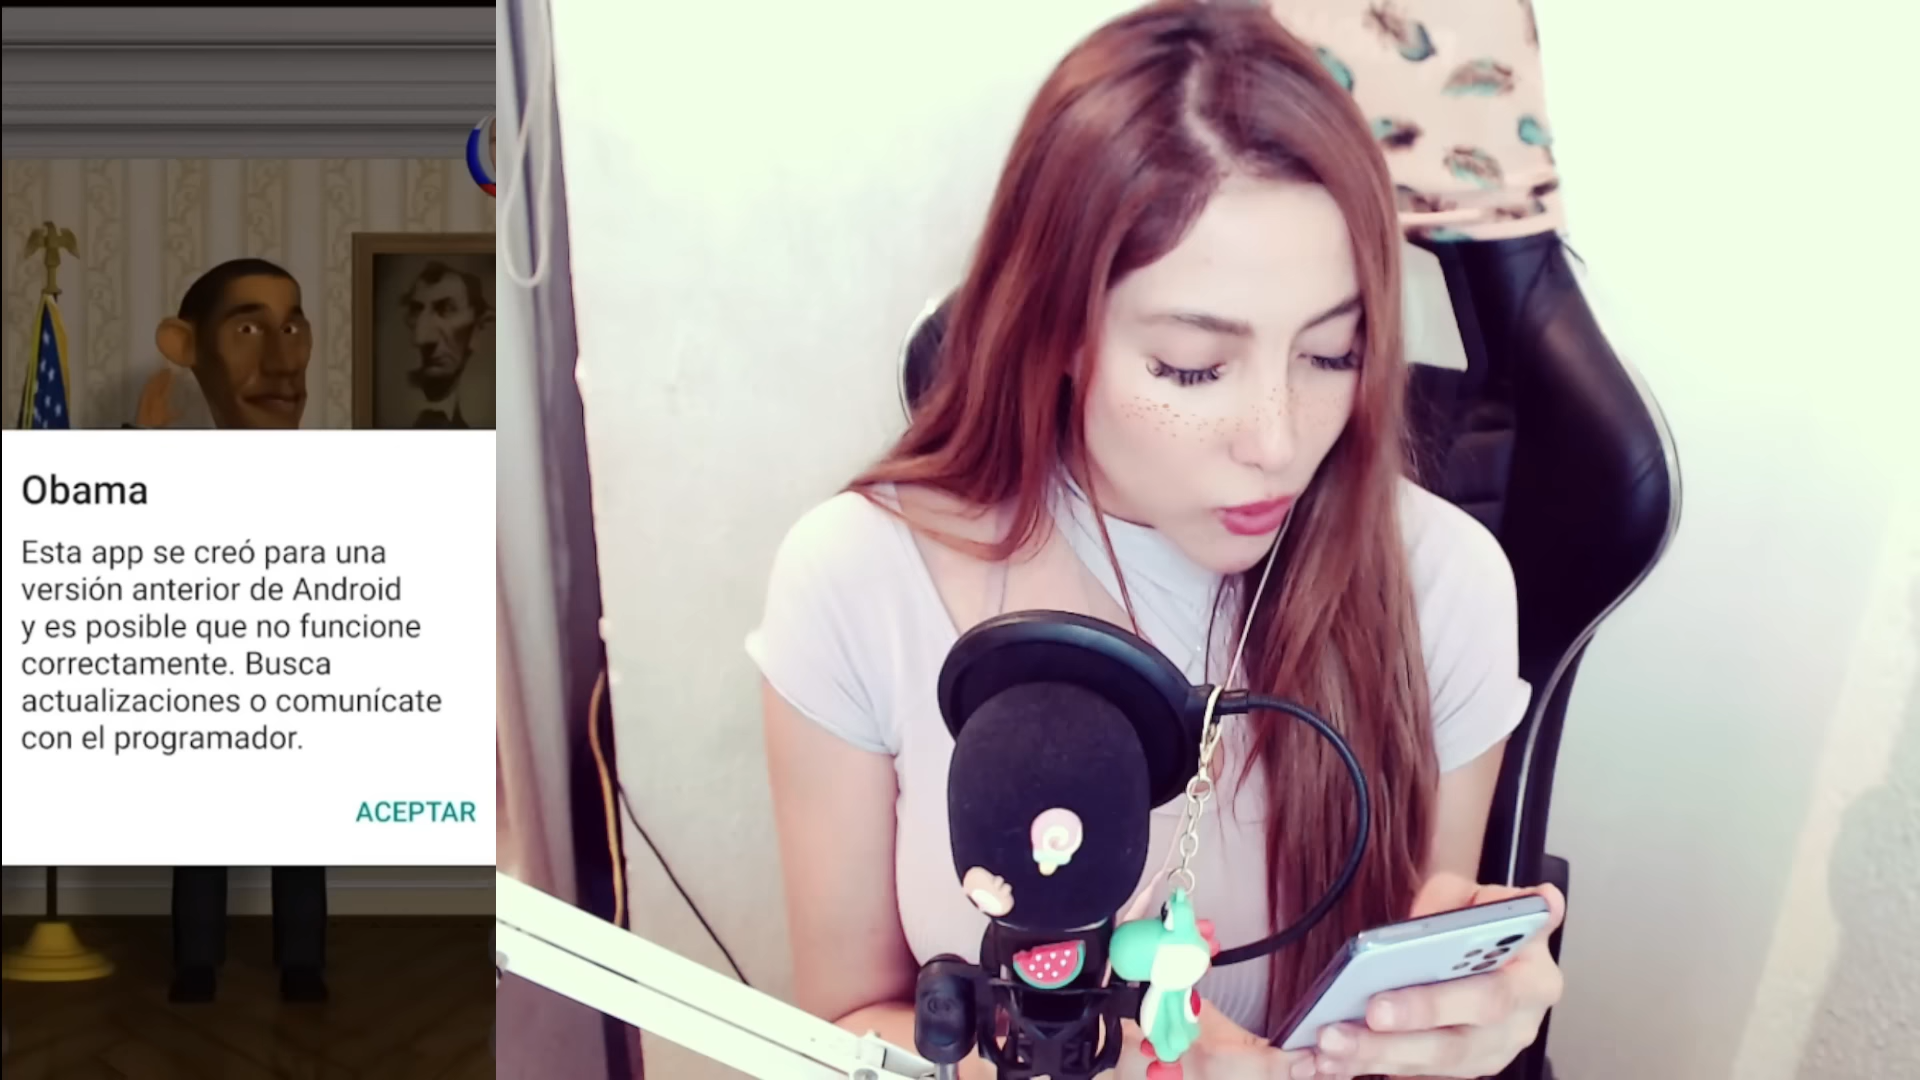 Obama
Esta app se creó para una
versión anterior de Android
y es posible que no funcione
correctamente. Busca
actualizaciones o comunícate
con el programador.
ACEPTAR